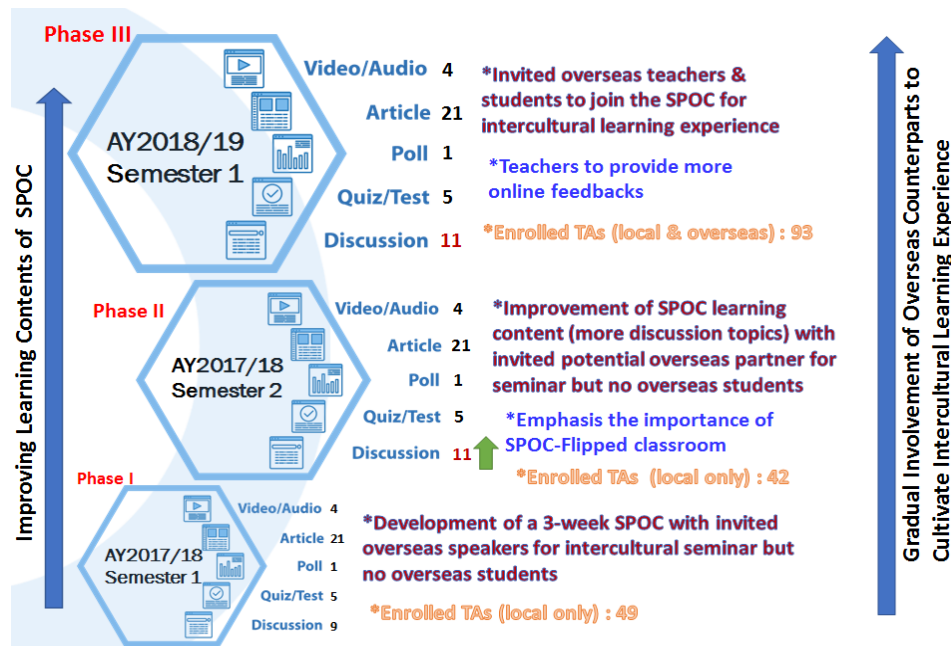 Improving Learning Contents of SPOC
Phase III
AY2018/19
Semester 1
Video/Audio 4
Article 21
Poll 1
Quiz/Test 5
Discussion 11
*Invited overseas teachers &
students to join the SPOC for
intercultural learning experience
*Teachers to provide more
online feedbacks
*Enrolled TAs (local & overseas) : 93
Phase II
AY2017/18
Semester 2
Video/Audio 4
Article 21
Poll 1
Quiz/Test 5
Discussion 11
*Improvement of SPOC learning
content (more discussion topics) with
invited potential overseas partner for
seminar but no overseas students
*Emphasis the importance of
SPOC-Flipped classroom
*Enrolled TAs (local only) : 42
Phase I
AY2017/18
Semester 1
Video/Audio 4
Article 21
Poll 1
Quiz/Test 5
Discussion 9
*Development of a 3-week SPOC with invited
overseas speakers for intercultural seminar but
no overseas students
*Enrolled TAs (local only) : 49
Gradual Involvement of Overseas Counterparts to
Cultivate Intercultural Learning Experience